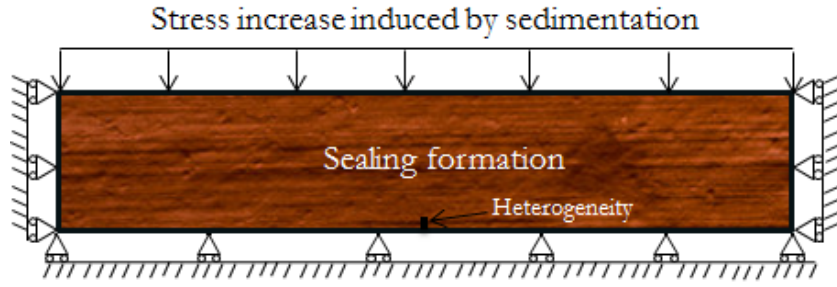 Stress increase induced by sedimentation
Sealing formation
Heterogeneity